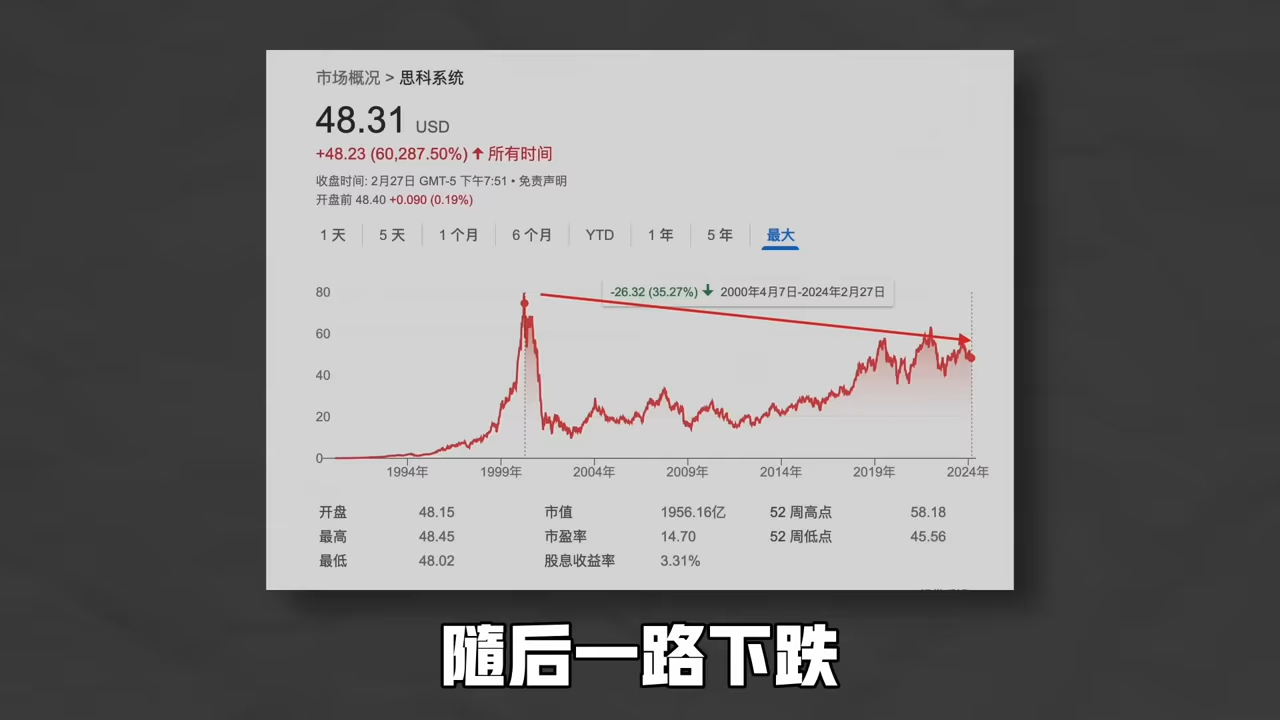 市场概况 > 思科系统
48.31 USD
+48.23 (60,287.50%) ↑ 所有时间
收盘时间: 2月27日 GMT-5 下午7:51 • 免责声明
开盘前 48.40 +0.090 (0.19%)
1 天 5 天 1 个月 6 个月 YTD 1 年 5 年 最大
-26.32 (35.27%) ↓ 2000年4月7日-2024年2月27日
80
60
40
20
0
1994年 1999年 2004年 2009年 2014年 2019年 2024年
开盘 48.15 市值 1956.16亿 52 周高点 58.18
最高 48.45 市盈率 14.70 52 周低点 45.56
最低 48.02 股息收益率 3.31%
隨后一路下跌